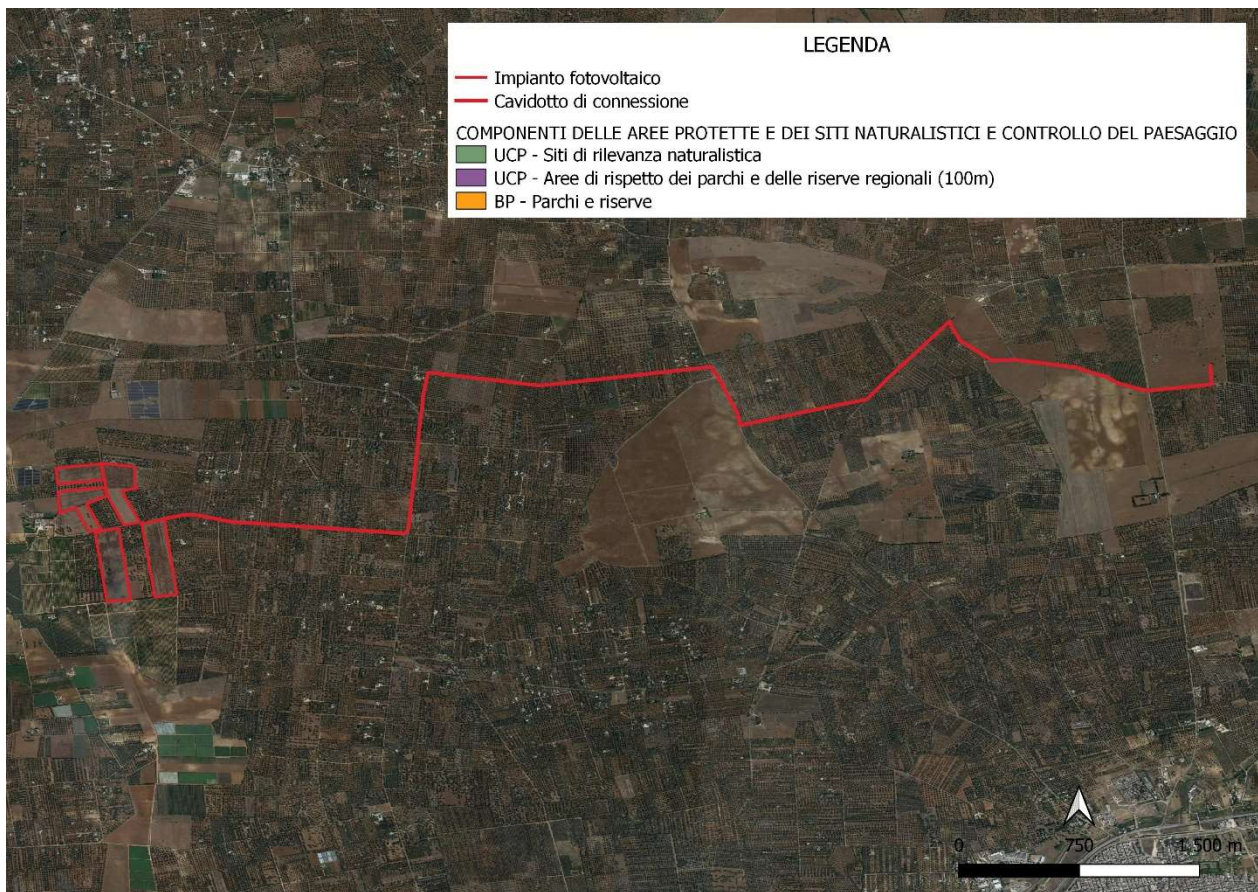 LEGENDA
Impianto fotovoltaico
Cavidotto di connessione
COMPONENTI DELLE AREE PROTETTE E DEI SITI NATURALISTICI E CONTROLLO DEL PAESAGGIO
UCP - Siti di rilevanza naturalistica
UCP - Aree di rispetto dei parchi e delle riserve regionali (100m)
BP - Parchi e riserve
0 750 1.500 m